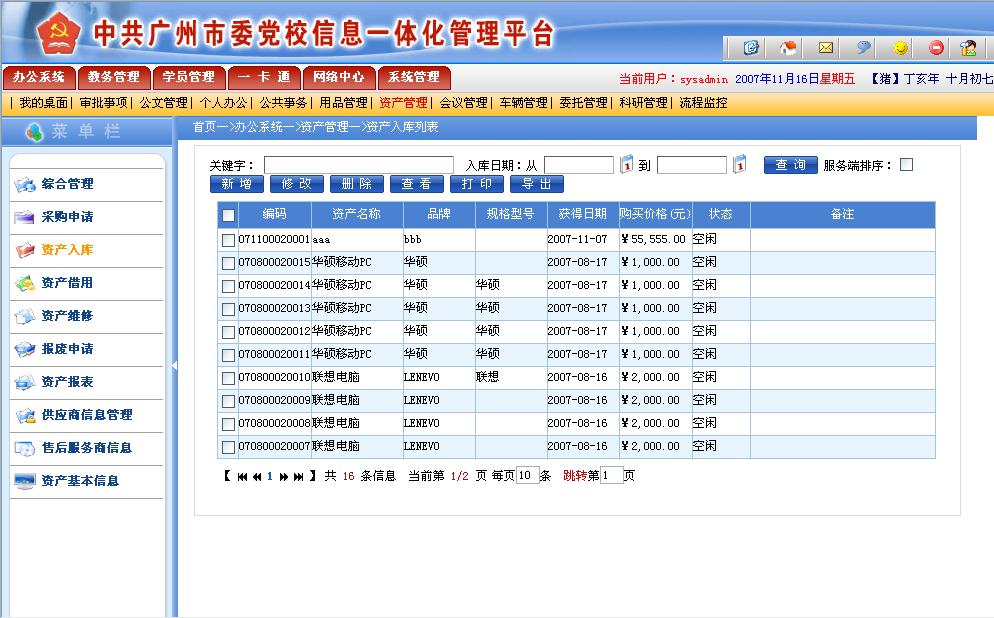 中共广州市委党校信息一体化管理平台
办公系统 教务管理 学员管理 一 卡 通 网络中心 系统管理
当前用户：sysadmin 2007年11月16日星期五 【猪】丁亥年 十月初七
| 我的桌面| 审批事项| 公文管理| 个人办公| 公共事务| 用品管理| 资产管理| 会议管理| 车辆管理| 委托管理| 科研管理| 流程监控
菜 单 栏
首页—>办公系统—>资产管理—>资产入库列表
综合管理
采购申请
资产入库
资产借用
资产维修
报废申请
资产报表
供应商信息管理
售后服务商信息
资产基本信息
关键字： 入库日期：从 1 到 1 查 询 服务端排序：
新 增 修 改 删 除 查 看 打 印 导 出
编码 资产名称 品牌 规格型号 获得日期 购买价格(元) 状态 备注
071100020001 aaa bbb 2007-11-07 ￥55,555.00 空闲
070800020015 华硕移动PC 华硕 2007-08-17 ￥1,000.00 空闲
070800020014 华硕移动PC 华硕 华硕 2007-08-17 ￥1,000.00 空闲
070800020013 华硕移动PC 华硕 华硕 2007-08-17 ￥1,000.00 空闲
070800020012 华硕移动PC 华硕 华硕 2007-08-17 ￥1,000.00 空闲
070800020011 华硕移动PC 华硕 华硕 2007-08-17 ￥1,000.00 空闲
070800020010 联想电脑 LENEVO 联想 2007-08-16 ￥2,000.00 空闲
070800020009 联想电脑 LENEVO 2007-08-16 ￥2,000.00 空闲
070800020008 联想电脑 LENEVO 2007-08-16 ￥2,000.00 空闲
070800020007 联想电脑 LENEVO 2007-08-16 ￥2,000.00 空闲
【 1 】 共 16 条信息 当前第 1/2 页 每页 10 条 跳转第 1 页